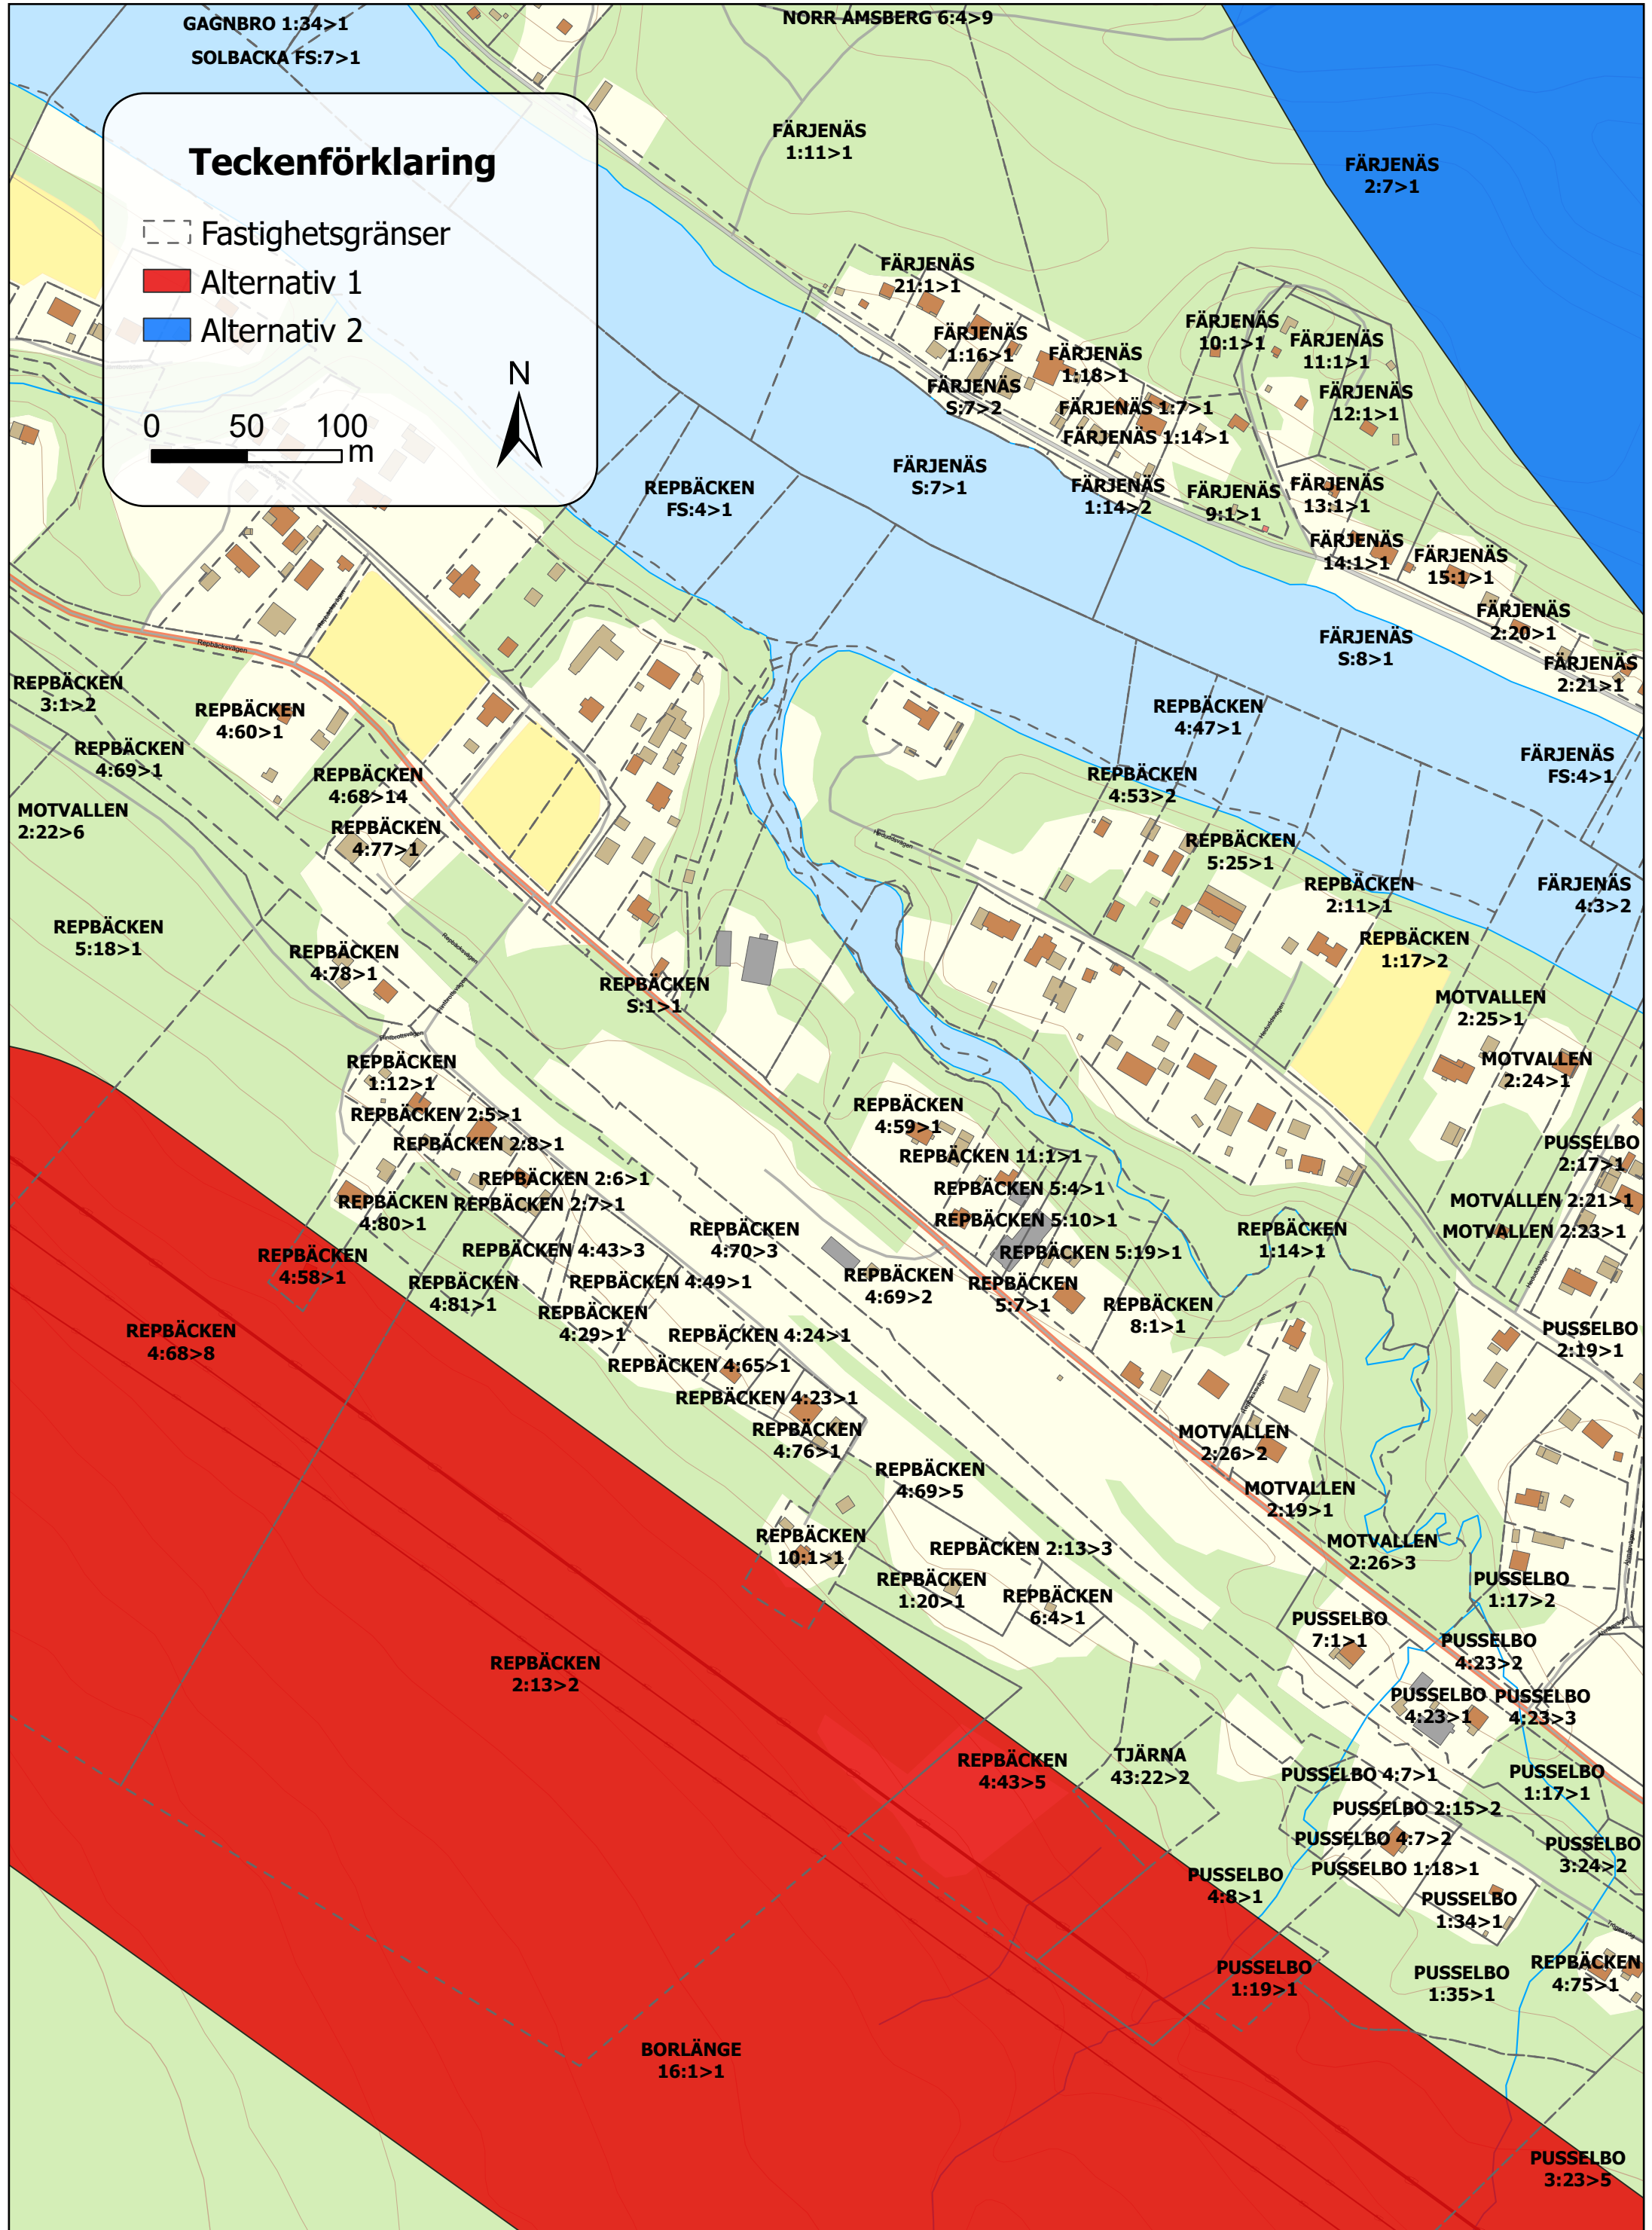 GAGNBRO 1:34>1
SOLBACKA FS:7>1
NORR AMSBERG 6:4>9
Teckenförklaring
Fastighetsgränser
Alternativ 1
Alternativ 2
0 50 100
m
N
FÄRJENÄS
1:11>1
FÄRJENÄS
2:7>1
FÄRJENÄS
21:1>1
FÄRJENÄS
1:16>1
FÄRJENÄS
1:18>1
FÄRJENÄS
S:7>2
FÄRJENÄS 1:7>1
FÄRJENÄS 1:14>1
FÄRJENÄS
10:1>1
FÄRJENÄS
11:1>1
FÄRJENÄS
12:1>1
FÄRJENÄS
S:7>1
FÄRJENÄS
1:14>2
FÄRJENÄS
9:1>1
FÄRJENÄS
13:1>1
FÄRJENÄS
14:1>1
FÄRJENÄS
15:1>1
FÄRJENÄS
2:20>1
FÄRJENÄS
2:21>1
REPBÄCKEN
FS:4>1
FÄRJENÄS
S:8>1
REPBÄCKEN
4:47>1
FÄRJENÄS
FS:4>1
Repbäcksvägen
REPBÄCKEN
3:1>2
REPBÄCKEN
4:60>1
REPBÄCKEN
4:69>1
REPBÄCKEN
4:68>14
MOTVALLEN
2:22>6
REPBÄCKEN
4:77>1
REPBÄCKEN
4:53>2
REPBÄCKEN
5:25>1
REPBÄCKEN
2:11>1
FÄRJENÄS
4:3>2
REPBÄCKEN
1:17>2
REPBÄCKEN
5:18>1
REPBÄCKEN
4:78>1
REPBÄCKEN
S:1>1
MOTVALLEN
2:25>1
MOTVALLEN
2:24>1
REPBÄCKEN
1:12>1
REPBÄCKEN 2:5>1
REPBÄCKEN 2:8>1
REPBÄCKEN 2:6>1
REPBÄCKEN 2:7>1
REPBÄCKEN
4:80>1
REPBÄCKEN
4:59>1
REPBÄCKEN 11:1>1
REPBÄCKEN 5:4>1
REPBÄCKEN 5:10>1
REPBÄCKEN 5:19>1
PUSSELBO
2:17>1
MOTVALLEN 2:21>1
MOTVALLEN 2:23>1
REPBÄCKEN
1:14>1
REPBÄCKEN
4:58>1
REPBÄCKEN 4:43>3
REPBÄCKEN
4:70>3
REPBÄCKEN
4:81>1
REPBÄCKEN 4:49>1
REPBÄCKEN
4:69>2
REPBÄCKEN
5:7>1
REPBÄCKEN
8:1>1
REPBÄCKEN
4:29>1
REPBÄCKEN
4:68>8
REPBÄCKEN 4:24>1
REPBÄCKEN 4:65>1
REPBÄCKEN 4:23>1
REPBÄCKEN
4:76>1
PUSSELBO
2:19>1
MOTVALLEN
2:26>2
REPBÄCKEN
4:69>5
MOTVALLEN
2:19>1
REPBÄCKEN
10:1>1
REPBÄCKEN 2:13>3
MOTVALLEN
2:26>3
REPBÄCKEN
1:20>1
REPBÄCKEN
6:4>1
PUSSELBO
1:17>2
PUSSELBO
7:1>1
PUSSELBO
4:23>2
REPBÄCKEN
2:13>2
PUSSELBO
4:23>1
PUSSELBO
4:23>3
REPBÄCKEN
4:43>5
TJÄRNA
43:22>2
PUSSELBO 4:7>1
PUSSELBO
1:17>1
PUSSELBO 2:15>2
PUSSELBO 4:7>2
PUSSELBO 1:18>1
PUSSELBO
3:24>2
PUSSELBO
4:8>1
PUSSELBO
1:34>1
PUSSELBO
1:19>1
PUSSELBO
1:35>1
REPBÄCKEN
4:75>1
BORLÄNGE
16:1>1
PUSSELBO
3:23>5